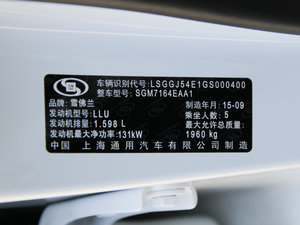 车辆识别代号 LSGGJ54E1GS000400
整车型号 SGM7164EAA1
品牌 雪佛兰 制造年月 15-09
发动机型号 LLU 乘坐人数 5
发动机排量 1.598 L 最大设计总质量 1960 kg
发动机最大净功率 131kW
中国 上海通用汽车有限公司 制造